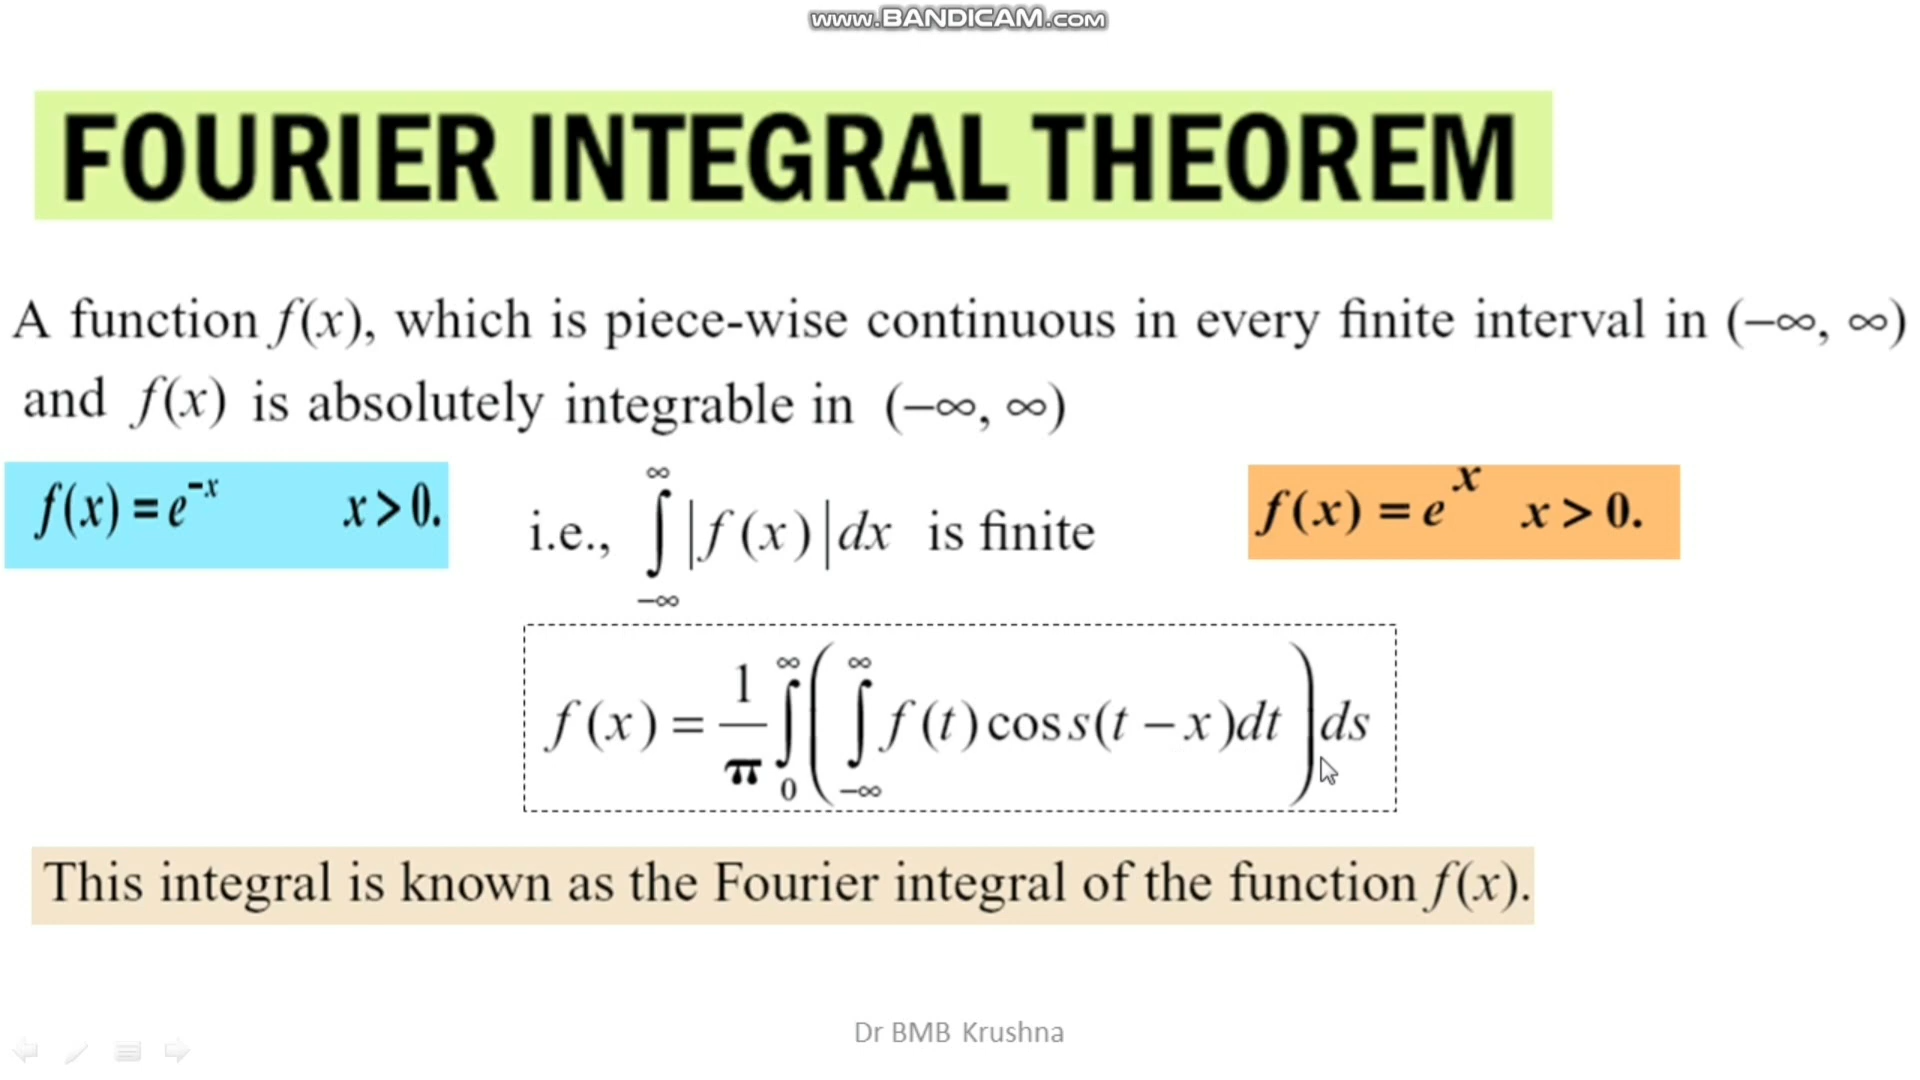 www.BANDICAM.com
FOURIER INTEGRAL THEOREM
A function f(x), which is piece-wise continuous in every finite interval in (−∞, ∞)
and f(x) is absolutely integrable in (−∞, ∞)
f(x) = e^{-x} x > 0.
i.e., ∫_{−∞}^{∞} |f(x)| dx is finite
f(x) = e^{x} x > 0.
f(x) = \frac{1}{π} ∫_{0}^{∞} ( ∫_{−∞}^{∞} f(t) cos s(t − x)dt ) ds
This integral is known as the Fourier integral of the function f(x).
Dr BMB Krushna